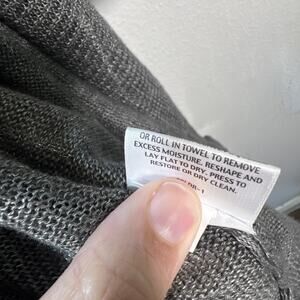 OR ROLL IN TOWEL TO REMOVE
EXCESS MOISTURE. RESHAPE AND
LAY FLAT TO DRY. PRESS TO
RESTORE OR DRY CLEAN.